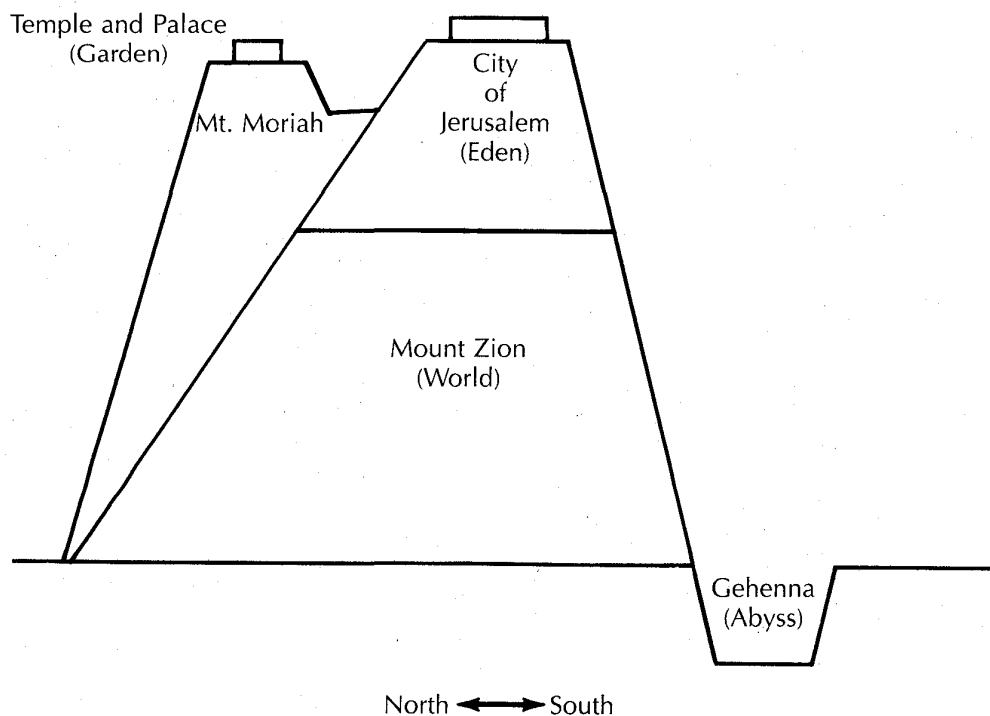 Temple and Palace
(Garden)
Mt. Moriah
City
of
Jerusalem
(Eden)
Mount Zion
(World)
Gehenna
(Abyss)
North South